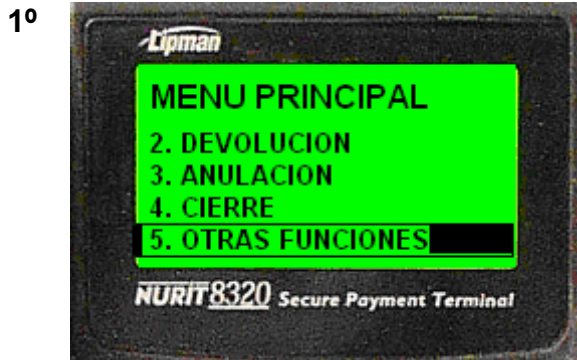 1º
Lipman
MENU PRINCIPAL
2. DEVOLUCION
3. ANULACION
4. CIERRE
5. OTRAS FUNCIONES
NURIT 8320 Secure Payment Terminal